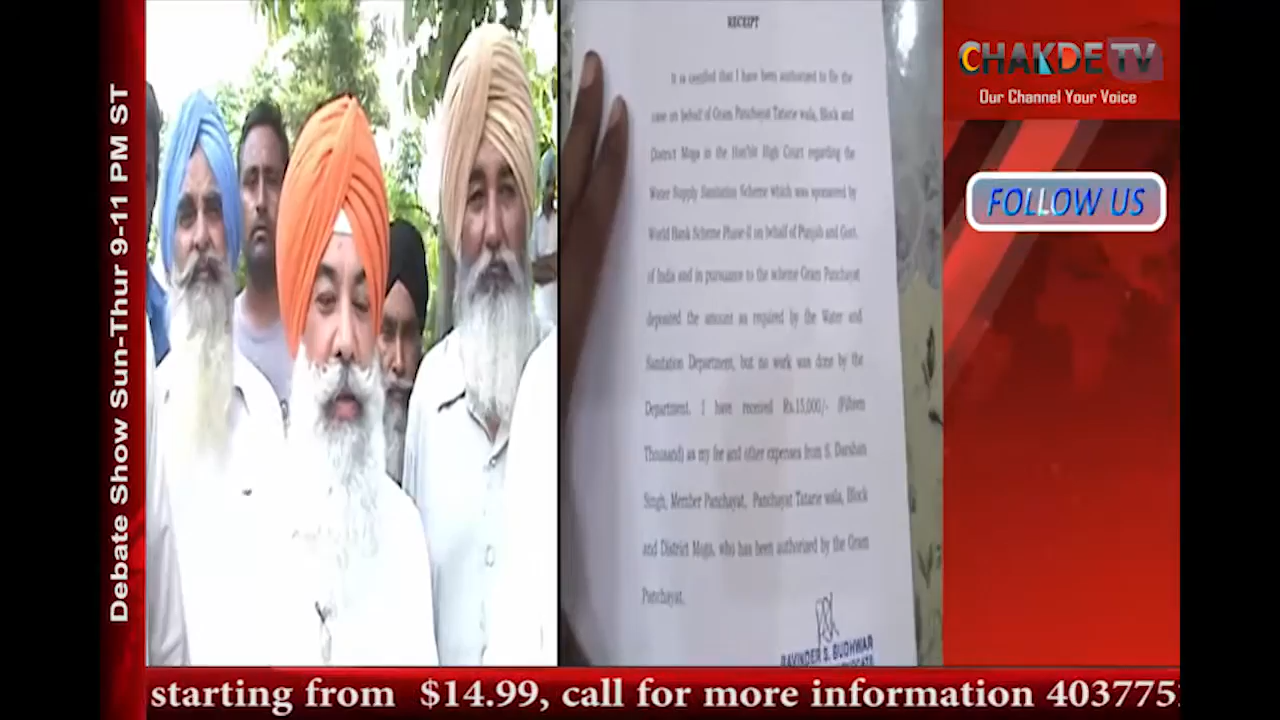 Debate Show Sun-Thur 9-11 PM ST
RECEIPT
It is certified that I have been authorized to file the
case on behalf of Gram Panchayat Tatarie wala, Block and
District Moga in the Hon'ble High Court regarding the
Water Supply Sanitation Scheme which was sponsored by
World Bank Scheme Phase-II on behalf of Punjab and Govt.
of India and in pursuance to the scheme Gram Panchayat
deposited the amount as required by the Water and
Sanitation Department, but no work was done by the
Department. I have received Rs.15,000/- (Fifteen
Thousand) as my fee and other expenses from S. Darshan
Singh, Member Panchayat, Panchayat Tatarie wala, Block
and District Moga, who has been authorized by the Gram
Panchayat.
RAVINDER S. BUDHWAR
ADVOCATE
CHAKDE TV
Our Channel Your Voice
FOLLOW US
starting from $14.99, call for more information 403775